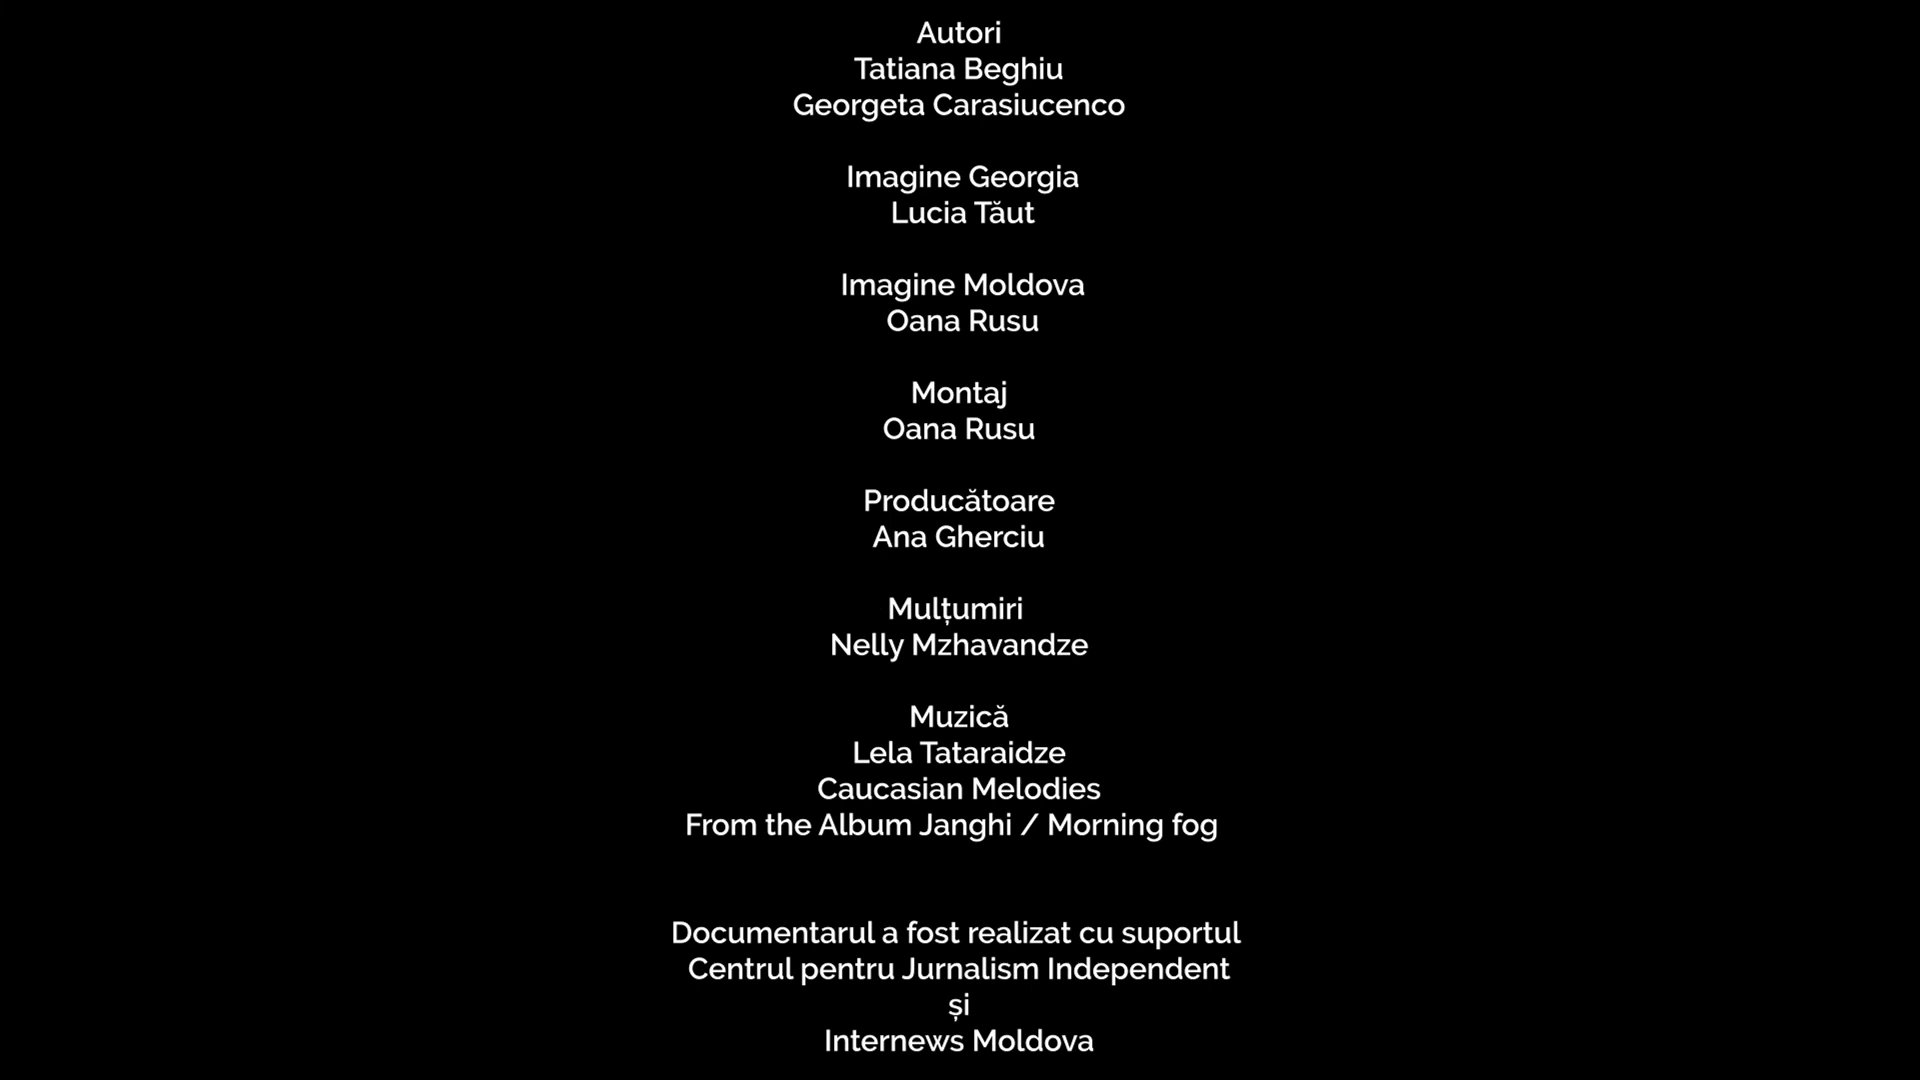 Autori
Tatiana Beghiu
Georgeta Carasiucenco
Imagine Georgia
Lucia Tăut
Imagine Moldova
Oana Rusu
Montaj
Oana Rusu
Producătoare
Ana Gherciu
Mulțumiri
Nelly Mzhavandze
Muzică
Lela Tataraidze
Caucasian Melodies
From the Album Janghi / Morning fog
Documentarul a fost realizat cu suportul
Centrul pentru Jurnalism Independent
și
Internews Moldova